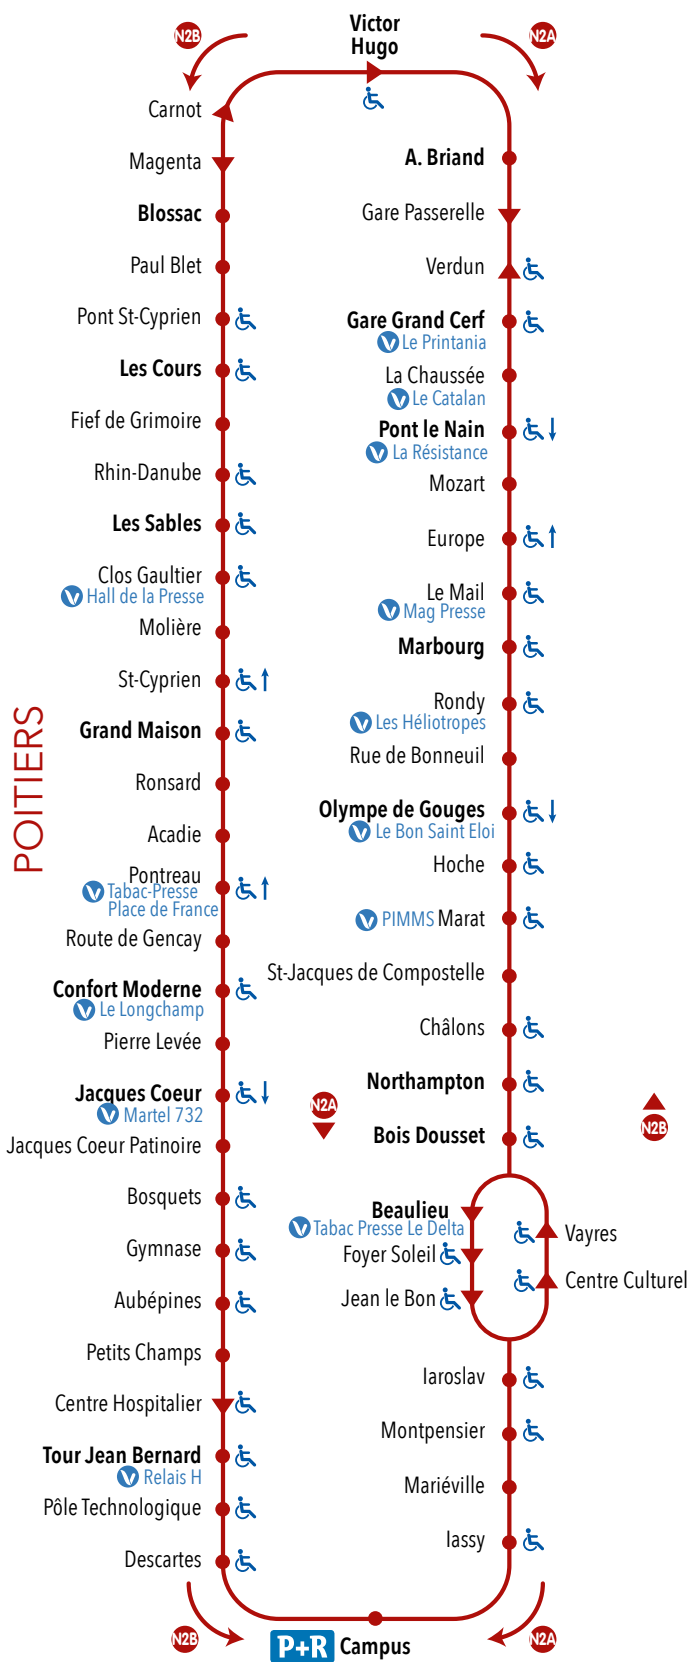 N2B
Victor
Hugo
N2A
Carnot
Magenta
Blossac
Paul Blet
Pont St-Cyprien
Les Cours
Fief de Grimoire
Rhin-Danube
Les Sables
Clos Gaultier
Hall de la Presse
Molière
St-Cyprien
Grand Maison
Ronsard
Acadie
Pontreau
Tabac-Presse
Place de France
Route de Gencay
Confort Moderne
Le Longchamp
Pierre Levée
Jacques Coeur
Martel 732
Jacques Coeur Patinoire
Bosquets
Gymnase
Aubépines
Petits Champs
Centre Hospitalier
Tour Jean Bernard
Relais H
Pôle Technologique
Descartes
POITIERS
A. Briand
Gare Passerelle
Verdun
Gare Grand Cerf
Le Printania
La Chaussée
Le Catalan
Pont le Nain
La Résistance
Mozart
Europe
Le Mail
Mag Presse
Marbourg
Rondy
Les Héliotropes
Rue de Bonneuil
Olympe de Gouges
Le Bon Saint Eloi
Hoche
PIMMS Marat
St-Jacques de Compostelle
Châlons
Northampton
Bois Dousset
N2A
N2B
Beaulieu
Tabac Presse Le Delta
Foyer Soleil
Jean le Bon
Vayres
Centre Culturel
Iaroslav
Montpensier
Mariéville
Iassy
N2B
P+R Campus
N2A